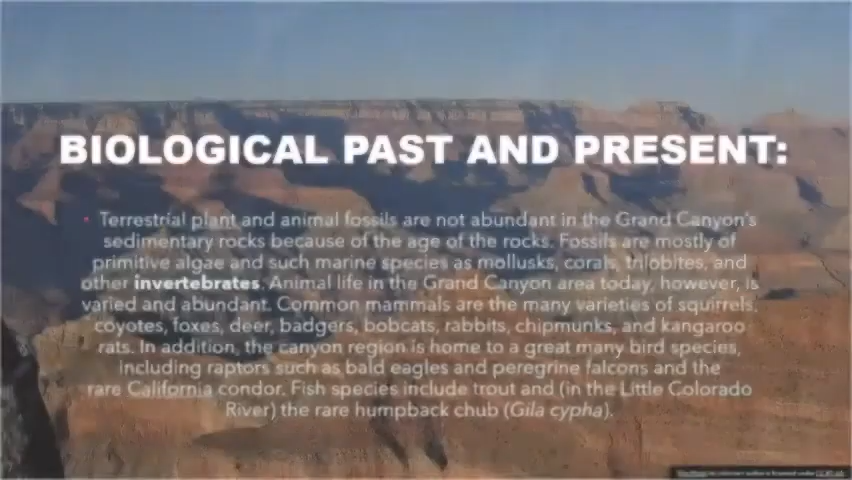 BIOLOGICAL PAST AND PRESENT:
• Terrestrial plant and animal fossils are not abundant in the Grand Canyon's
sedimentary rocks because of the age of the rocks. Fossils are mostly of
primitive algae and such marine species as mollusks, corals, trilobites, and
other invertebrates. Animal life in the Grand Canyon area today, however, is
varied and abundant. Common mammals are the many varieties of squirrels,
coyotes, foxes, deer, badgers, bobcats, rabbits, chipmunks, and kangaroo
rats. In addition, the canyon region is home to a great many bird species,
including raptors such as bald eagles and peregrine falcons and the
rare California condor. Fish species include trout and (in the Little Colorado
River) the rare humpback chub (Gila cypha).